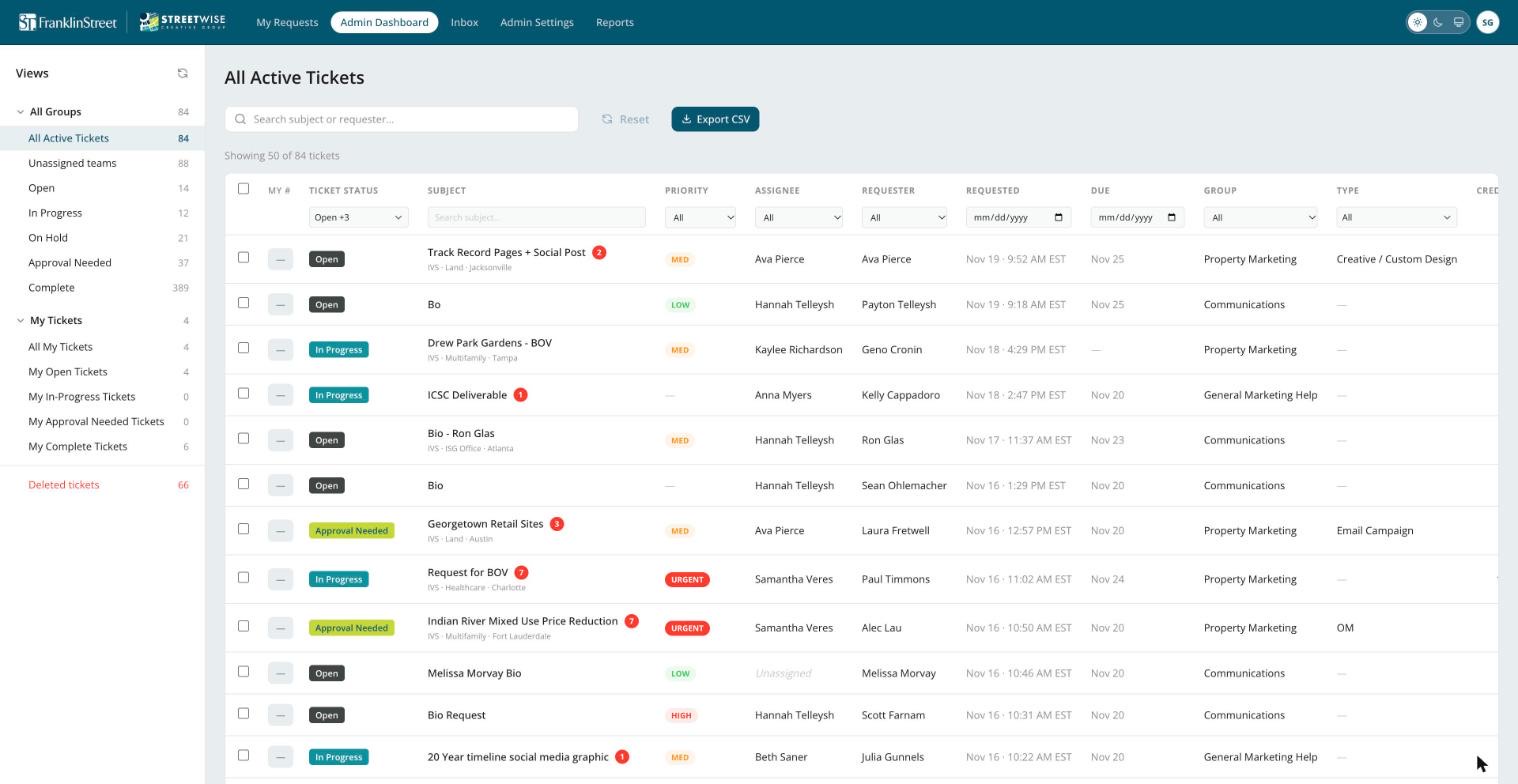 FranklinStreet STREETWISE CREATIVE GROUP My Requests Admin Dashboard Inbox Admin Settings Reports SG
Views
All Groups 84
All Active Tickets 84
Unassigned teams 88
Open 14
In Progress 12
On Hold 21
Approval Needed 37
Complete 389
My Tickets 4
All My Tickets 4
My Open Tickets 4
My In-Progress Tickets 0
My Approval Needed Tickets 0
My Complete Tickets 6
Deleted tickets 66
All Active Tickets
Search subject or requester... Reset Export CSV
Showing 50 of 84 tickets
MY # TICKET STATUS SUBJECT PRIORITY ASSIGNEE REQUESTER REQUESTED DUE GROUP TYPE CRED
Open +3 Search subject... All All All mm/dd/yyyy mm/dd/yyyy All All
— Open Track Record Pages + Social Post 2 MED Ava Pierce Ava Pierce Nov 19 · 9:52 AM EST Nov 25 Property Marketing Creative / Custom Design
IVS · Land · Jacksonville
— Open Bo LOW Hannah Telleysh Payton Telleysh Nov 19 · 9:18 AM EST Nov 25 Communications —
— In Progress Drew Park Gardens - BOV MED Kaylee Richardson Geno Cronin Nov 18 · 4:29 PM EST — Property Marketing —
IVS · Multifamily · Tampa
— In Progress ICSC Deliverable 1 — Anna Myers Kelly Cappadoro Nov 18 · 2:47 PM EST Nov 20 General Marketing Help —
— Open Bio - Ron Glas MED Hannah Telleysh Ron Glas Nov 17 · 11:37 AM EST Nov 23 Communications —
IVS · ISG Office · Atlanta
— Open Bio — Hannah Telleysh Sean Ohlemacher Nov 16 · 1:29 PM EST Nov 20 Communications —
— Approval Needed Georgetown Retail Sites 3 MED Ava Pierce Laura Fretwell Nov 16 · 12:57 PM EST Nov 20 Property Marketing Email Campaign
IVS · Land · Austin
— In Progress Request for BOV 7 URGENT Samantha Veres Paul Timmons Nov 16 · 11:02 AM EST Nov 24 Property Marketing —
IVS · Healthcare · Charlotte
— Approval Needed Indian River Mixed Use Price Reduction 7 URGENT Samantha Veres Alec Lau Nov 16 · 10:50 AM EST Nov 20 Property Marketing OM
IVS · Multifamily · Fort Lauderdale
— Open Melissa Morvay Bio LOW Unassigned Melissa Morvay Nov 16 · 10:46 AM EST Nov 20 Communications —
— Open Bio Request HIGH Hannah Telleysh Scott Farnam Nov 16 · 10:31 AM EST Nov 20 Communications —
— In Progress 20 Year timeline social media graphic 1 MED Beth Saner Julia Gunnels Nov 16 · 10:22 AM EST Nov 20 General Marketing Help —